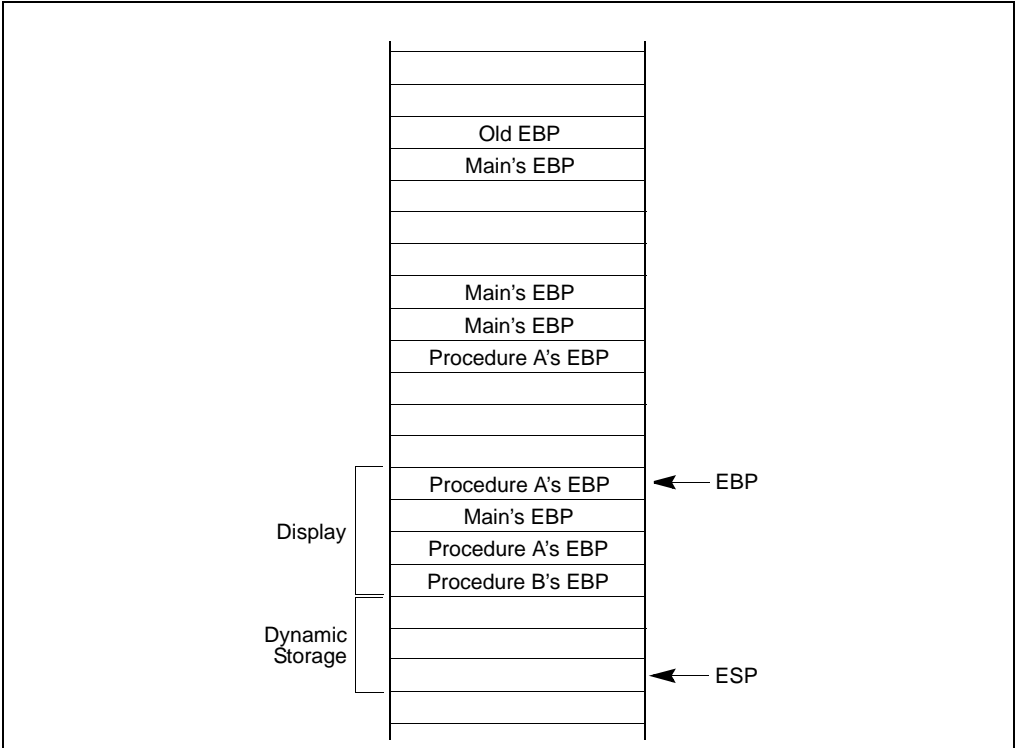 Old EBP
Main's EBP
Main's EBP
Main's EBP
Procedure A's EBP
Procedure A's EBP
EBP
Main's EBP
Display
Procedure A's EBP
Procedure B's EBP
Dynamic
Storage
ESP